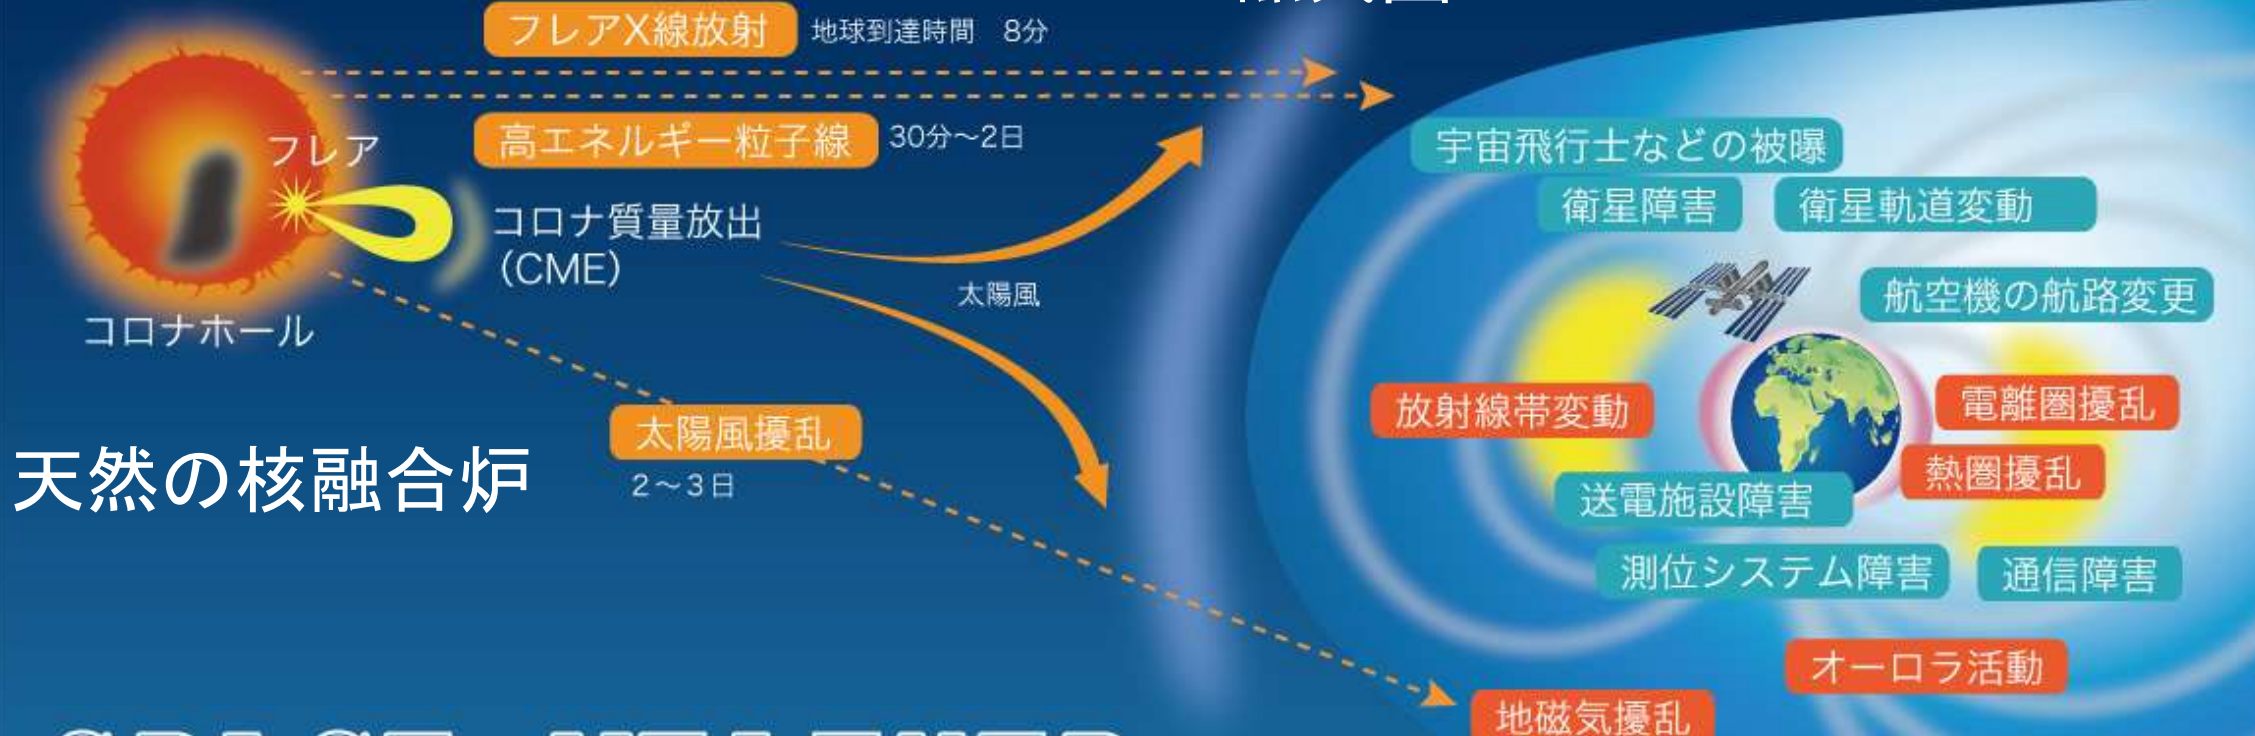 フレアX線放射 地球到達時間 8分
高エネルギー粒子線 30分～2日
フレア
コロナ質量放出
（CME）
太陽風
コロナホール
太陽風擾乱
2～3日
天然の核融合炉
宇宙飛行士などの被曝
衛星障害 衛星軌道変動
航空機の航路変更
放射線帯変動
電離圏擾乱
熱圏擾乱
送電施設障害
測位システム障害 通信障害
オーロラ活動
地磁気擾乱